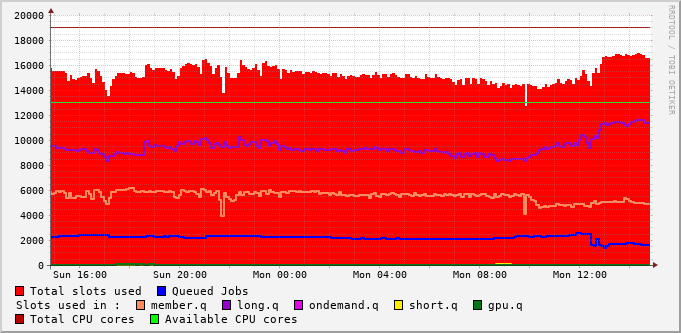 20000
18000
16000
14000
12000
10000
8000
6000
4000
2000
0
Sun 16:00 Sun 20:00 Mon 00:00 Mon 04:00 Mon 08:00 Mon 12:00
RRDTOOL / TOBI OETIKER
Total slots used Queued Jobs
Slots used in : member.q long.q ondemand.q short.q gpu.q
Total CPU cores Available CPU cores